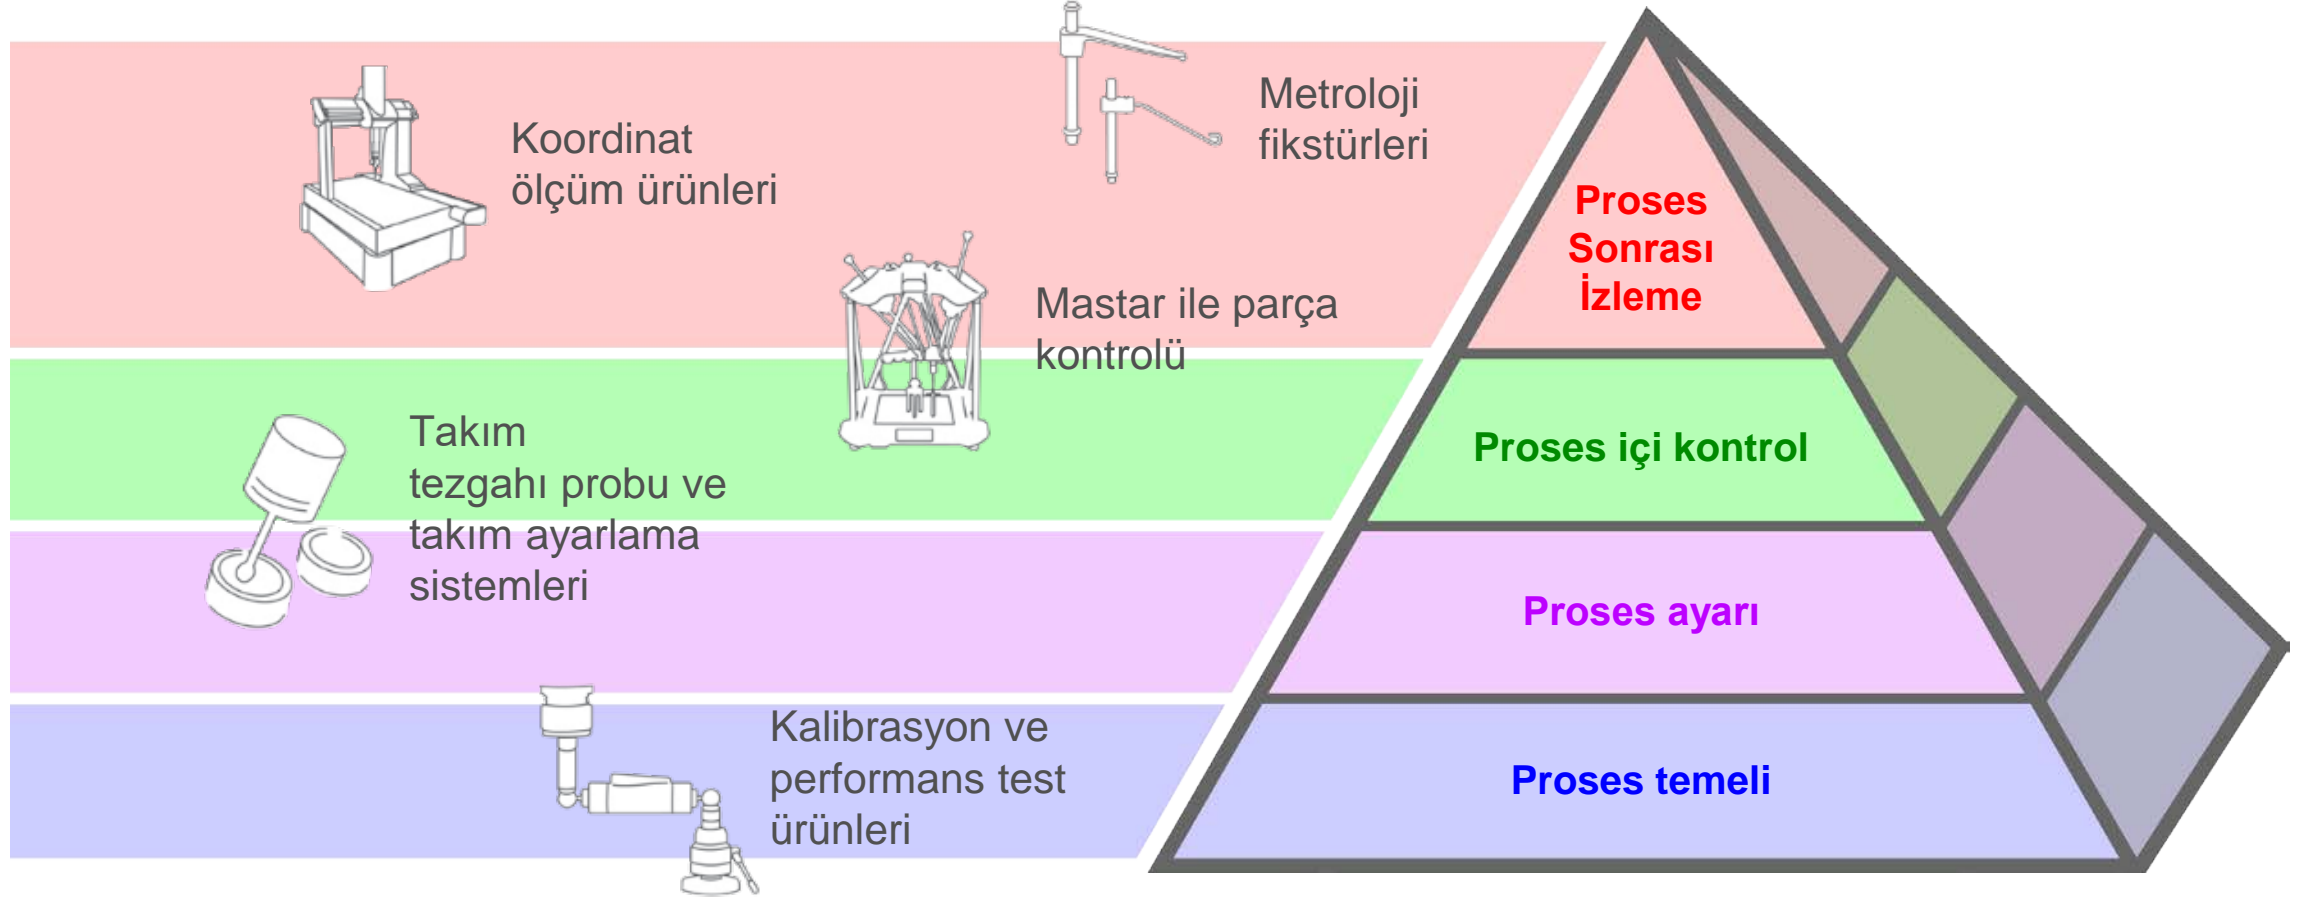 Koordinat
ölçüm ürünleri
Metroloji
fikstürleri
Mastar ile parça
kontrolü
Takım
tezgahı probu ve
takım ayarlama
sistemleri
Kalibrasyon ve
performans test
ürünleri
Proses
Sonrası
İzleme
Proses içi kontrol
Proses ayarı
Proses temeli